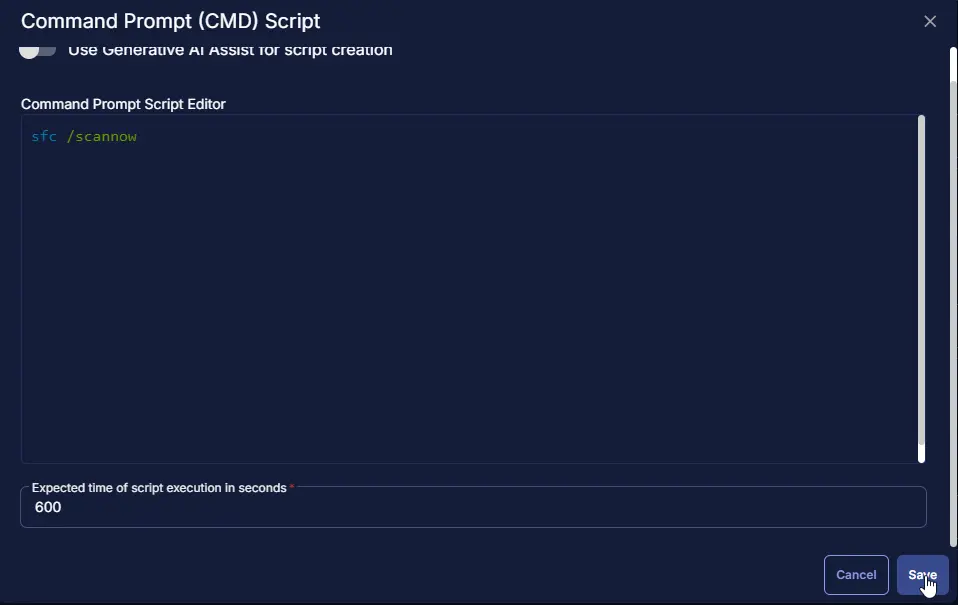 Command Prompt (CMD) Script
Use Generative AI Assist for script creation
Command Prompt Script Editor
sfc /scannow
Expected time of script execution in seconds *
600
Cancel
Save